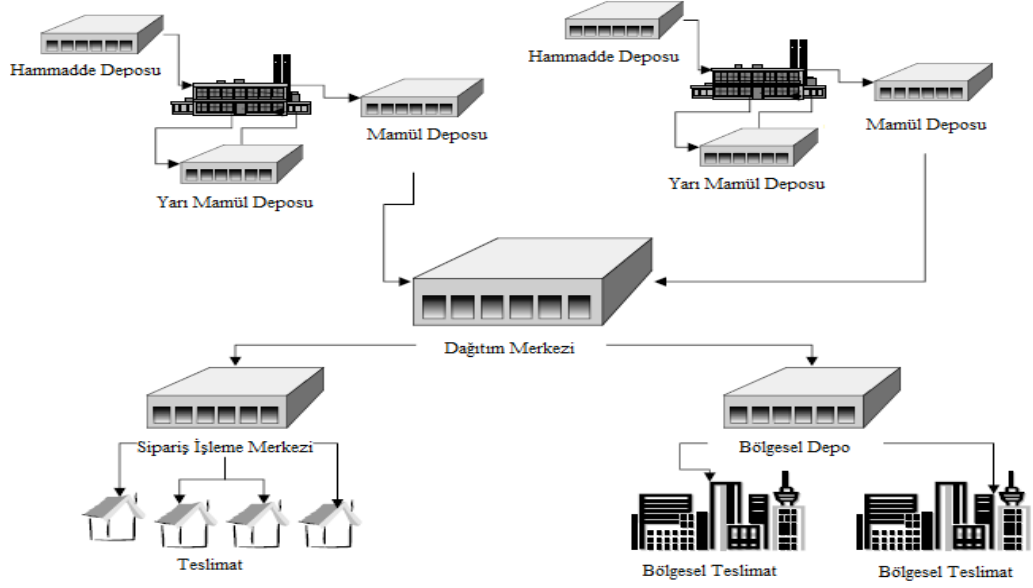 Hammadde Deposu
Hammadde Deposu
Mamül Deposu
Mamül Deposu
Yarı Mamül Deposu
Yarı Mamül Deposu
Dağıtım Merkezi
Sipariş İşleme Merkezi
Bölgesel Depo
Teslimat
Bölgesel Teslimat
Bölgesel Teslimat